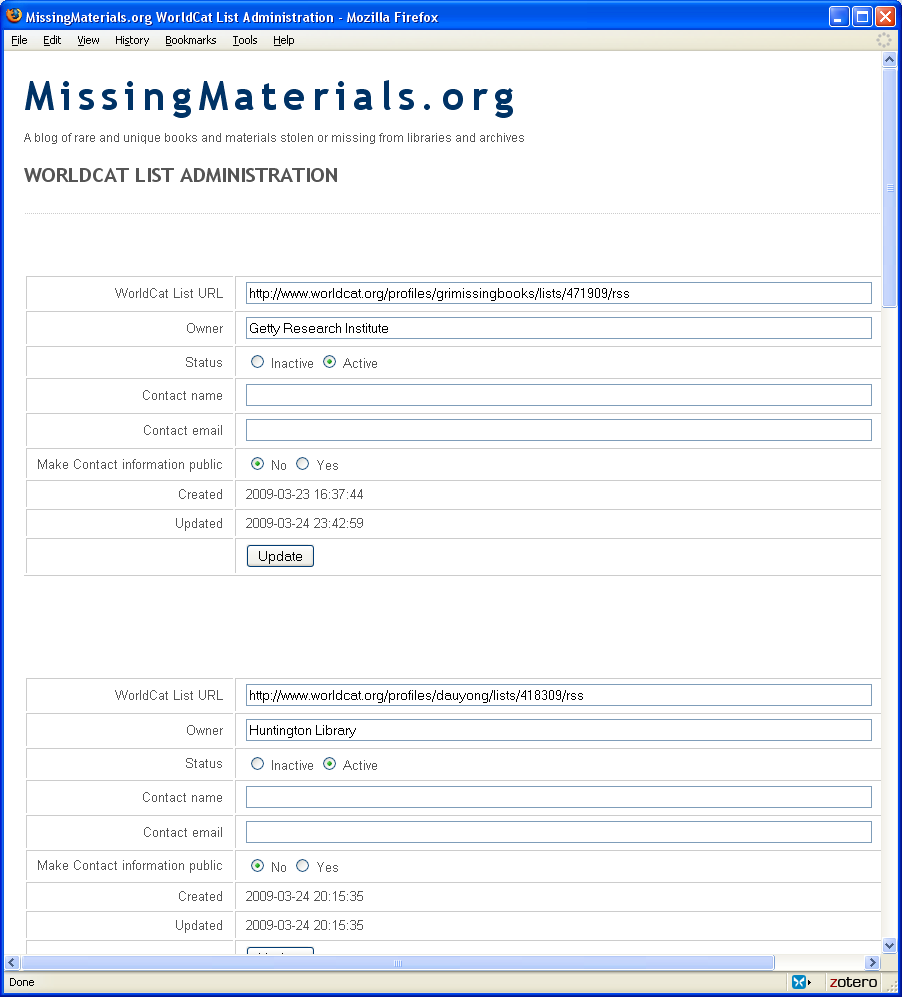 MissingMaterials.org WorldCat List Administration - Mozilla Firefox
File Edit View History Bookmarks Tools Help
MissingMaterials.org
A blog of rare and unique books and materials stolen or missing from libraries and archives
WORLDCAT LIST ADMINISTRATION
WorldCat List URL http://www.worldcat.org/profiles/grimissingbooks/lists/471909/rss
Owner Getty Research Institute
Status Inactive Active
Contact name
Contact email
Make Contact information public No Yes
Created 2009-03-23 16:37:44
Updated 2009-03-24 23:42:59
Update
WorldCat List URL http://www.worldcat.org/profiles/dauyong/lists/418309/rss
Owner Huntington Library
Status Inactive Active
Contact name
Contact email
Make Contact information public No Yes
Created 2009-03-24 20:15:35
Updated 2009-03-24 20:15:35
Done zotero